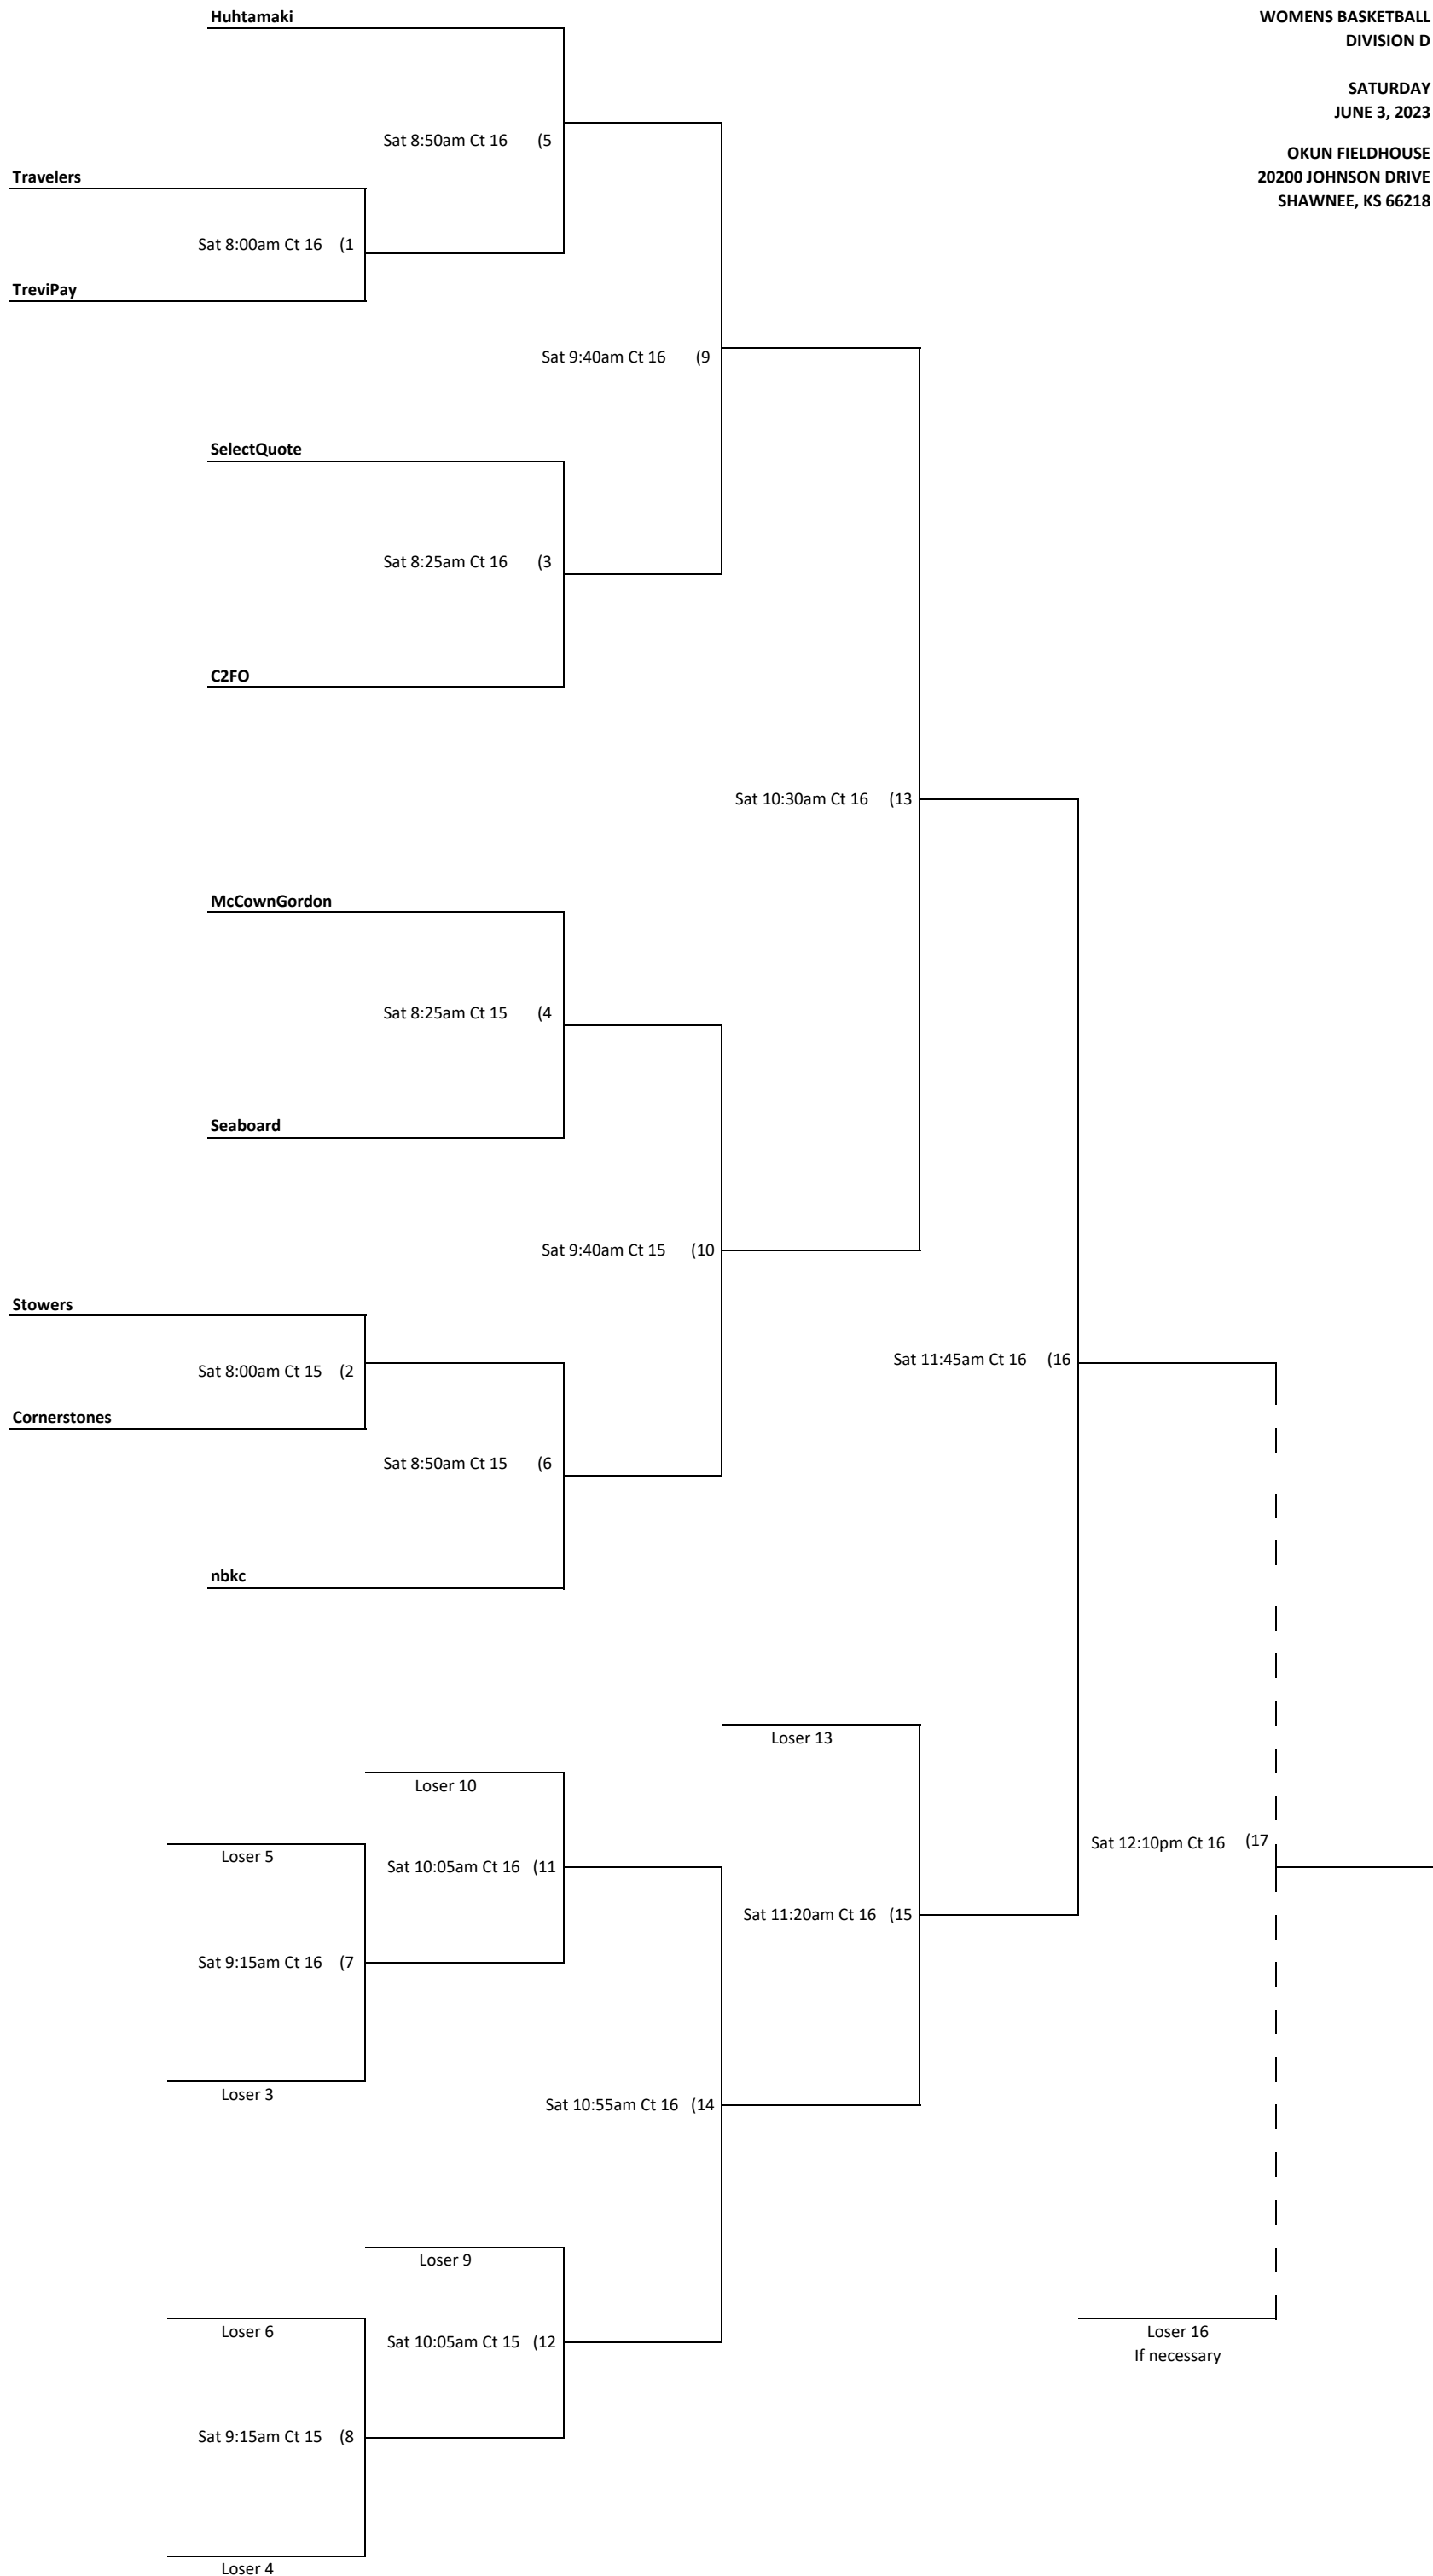 Huhtamaki
WOMENS BASKETBALL
DIVISION D
SATURDAY
JUNE 3, 2023
Sat 8:50am Ct 16 (5
OKUN FIELDHOUSE
Travelers
20200 JOHNSON DRIVE
SHAWNEE, KS 66218
Sat 8:00am Ct 16 (1
TreviPay
Sat 9:40am Ct 16 (9
SelectQuote
Sat 8:25am Ct 16 (3
C2FO
Sat 10:30am Ct 16 (13
McCownGordon
Sat 8:25am Ct 15 (4
Seaboard
Sat 9:40am Ct 15 (10
Stowers
Sat 11:45am Ct 16 (16
Sat 8:00am Ct 15 (2
Cornerstones
Sat 8:50am Ct 15 (6
nbkc
Loser 13
Loser 10
Sat 12:10pm Ct 16 (17
Loser 5
Sat 10:05am Ct 16 (11
Sat 11:20am Ct 16 (15
Sat 9:15am Ct 16 (7
Loser 3
Sat 10:55am Ct 16 (14
Loser 9
Loser 6
Loser 16
Sat 10:05am Ct 15 (12
If necessary
Sat 9:15am Ct 15 (8
Loser 4